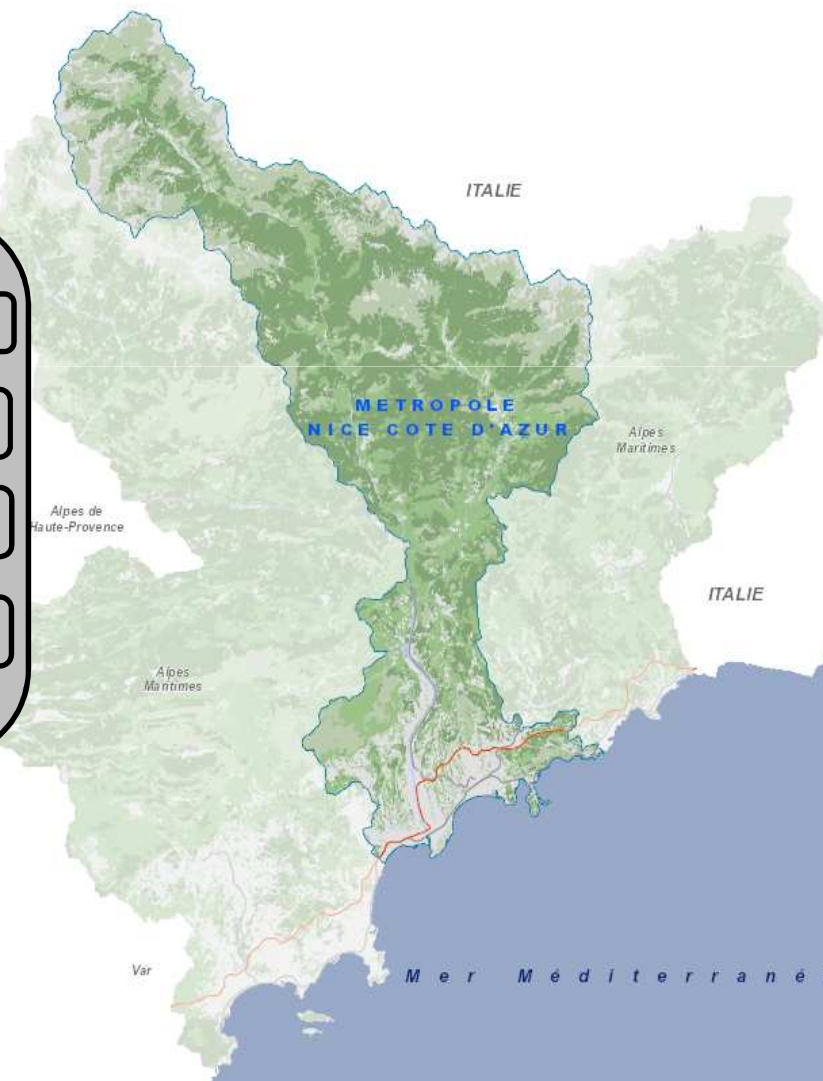 ITALIE
METROPOLE
NICE COTE D'AZUR
Alpes
Maritimes
Alpes de
Haute-Provence
ITALIE
Alpes
Maritimes
Var
Mer Méditerrané